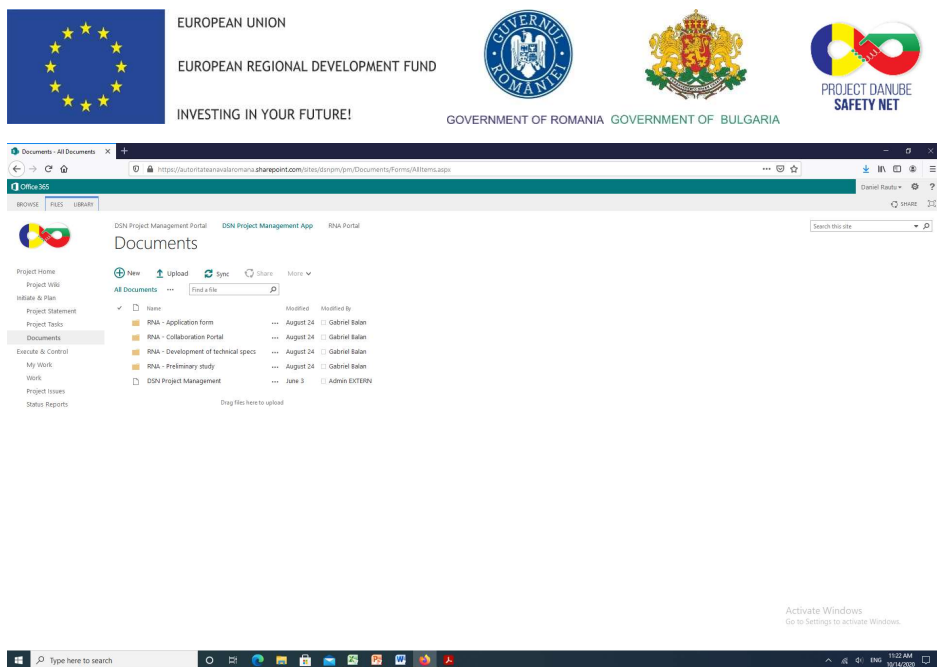 EUROPEAN UNION
EUROPEAN REGIONAL DEVELOPMENT FUND
INVESTING IN YOUR FUTURE!
GUVERNUL ROMÂNIEI
GOVERNMENT OF ROMANIA GOVERNMENT OF BULGARIA
PROJECT DANUBE
SAFETY NET
Documents - All Documents
https://autoritateanavalaromana.sharepoint.com/sites/dsnpm/pm/Documents/Forms/AllItems.aspx
Office 365
Daniel Rautu
?
BROWSE FILES LIBRARY
SHARE
DSN Project Management Portal DSN Project Management App RNA Portal
Search this site
Documents
Project Home
Project Wiki
Initiate & Plan
Project Statement
Project Tasks
Documents
Execute & Control
My Work
Work
Project Issues
Status Reports
New Upload Sync Share More
All Documents ... Find a file
Name Modified Modified By
RNA - Application form ... August 24 Gabriel Balan
RNA - Collaboration Portal ... August 24 Gabriel Balan
RNA - Development of technical specs ... August 24 Gabriel Balan
RNA - Preliminary study ... August 24 Gabriel Balan
DSN Project Management ... June 3 Admin EXTERN
Drag files here to upload
Activate Windows
Go to Settings to activate Windows.
Type here to search
ENG
11:22 AM
10/14/2020